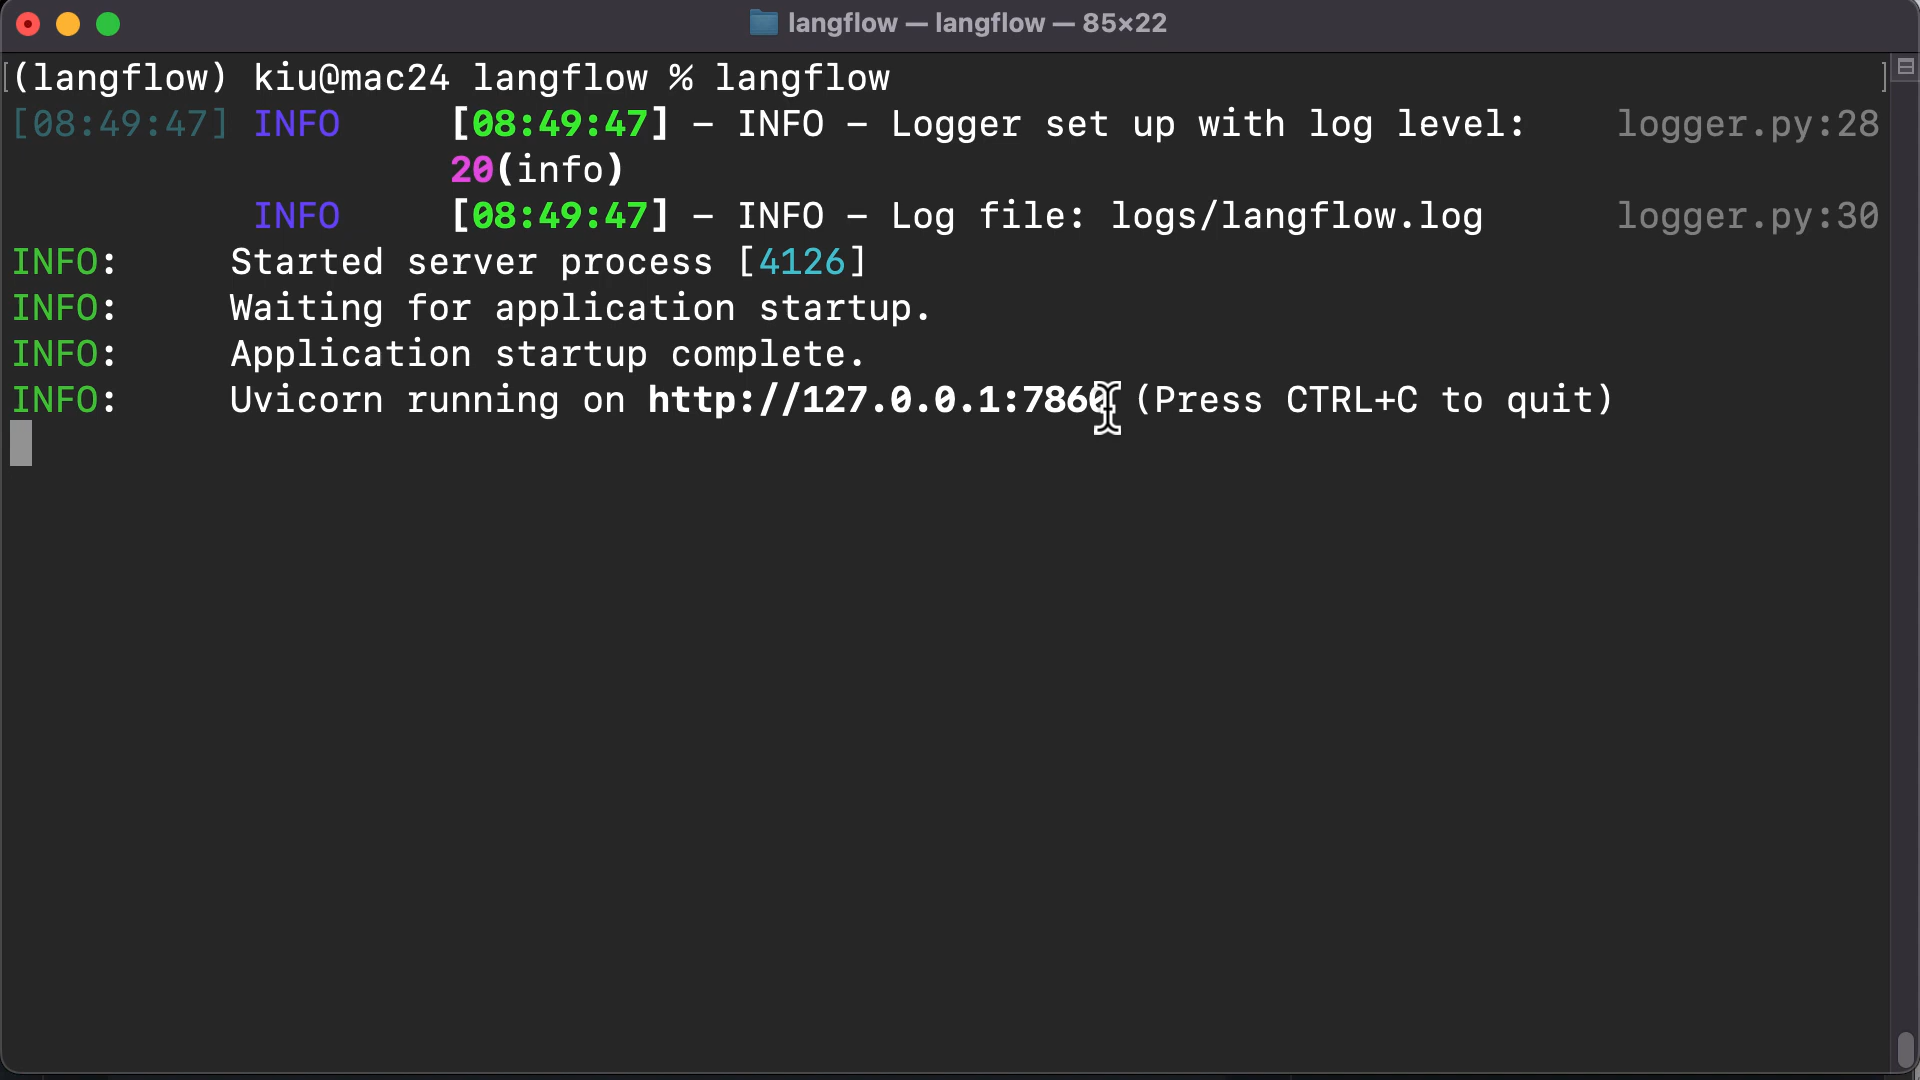 langflow — langflow — 85×22
(langflow) kiu@mac24 langflow % langflow
[08:49:47] INFO [08:49:47] - INFO - Logger set up with log level: logger.py:28
20(info)
INFO [08:49:47] - INFO - Log file: logs/langflow.log logger.py:30
INFO: Started server process [4126]
INFO: Waiting for application startup.
INFO: Application startup complete.
INFO: Uvicorn running on http://127.0.0.1:7860 (Press CTRL+C to quit)